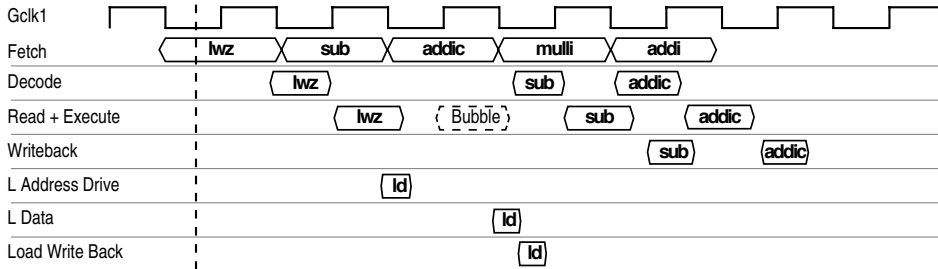 Gclk1
Fetch lwz sub addic mulli addi
Decode lwz sub addic
Read + Execute lwz Bubble sub addic
Writeback sub addic
L Address Drive ld
L Data ld
Load Write Back ld